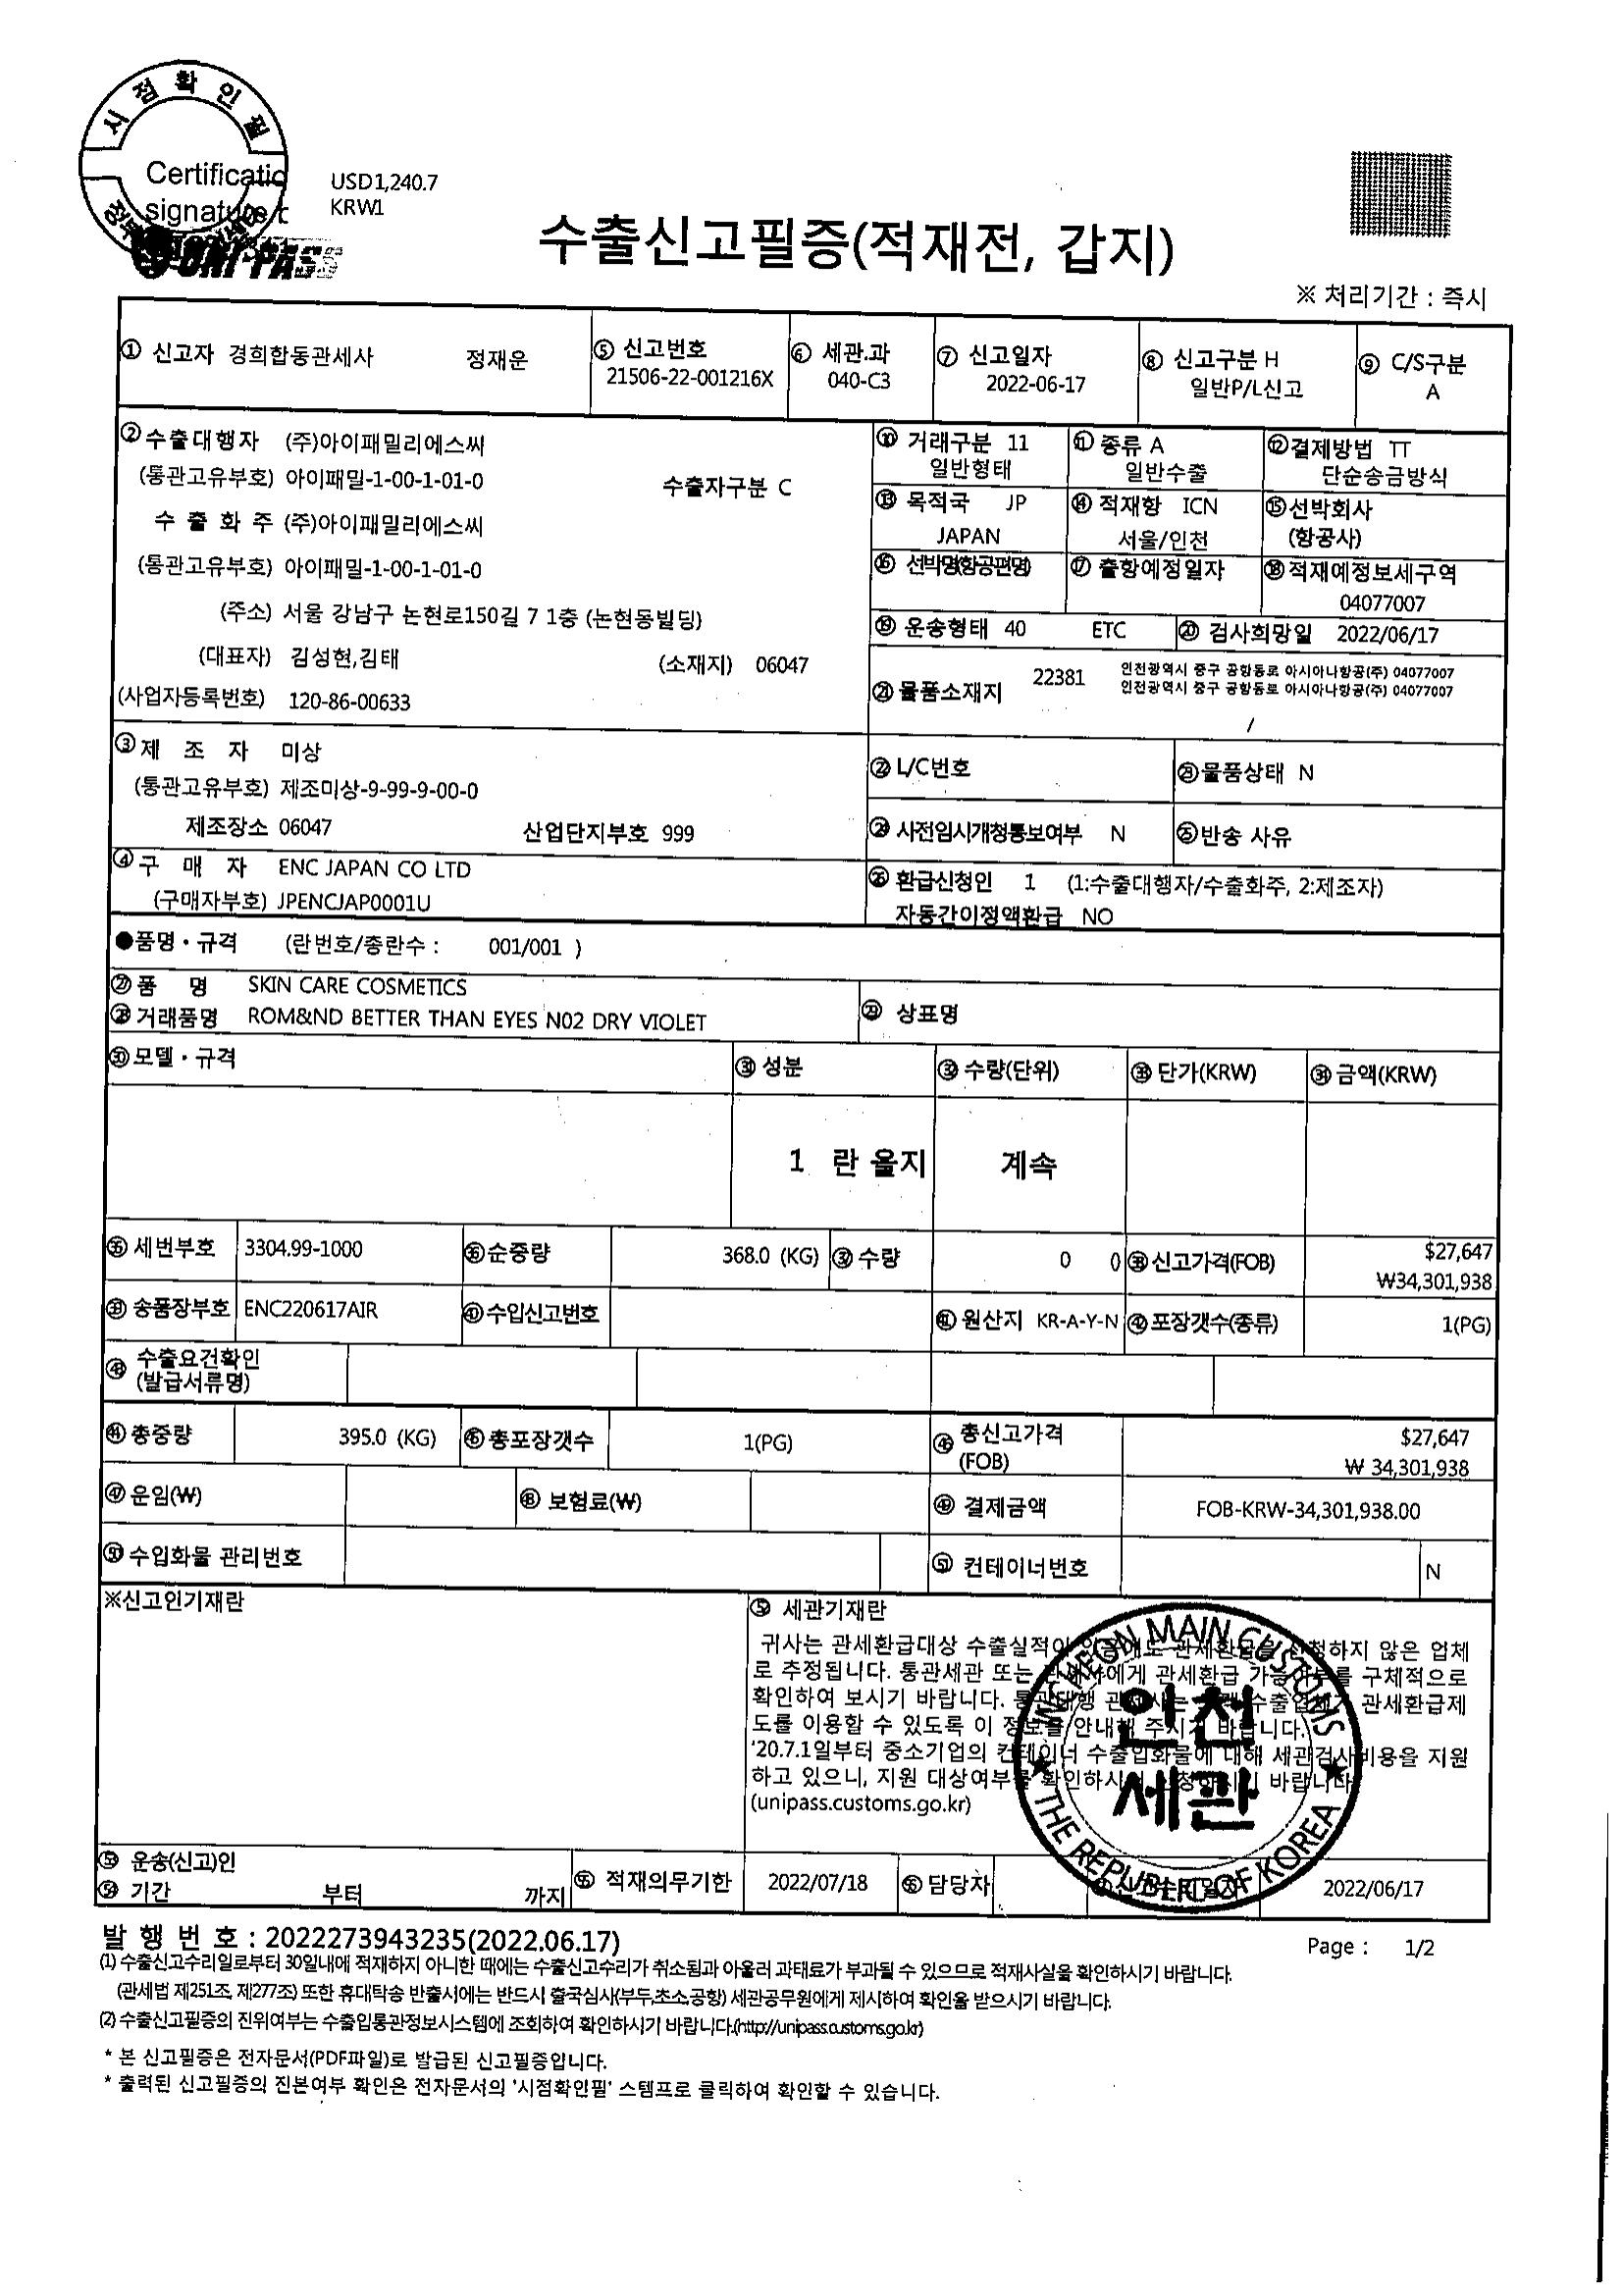 시점확인필
Certificatio
signature
USD1,240.7
KRW1
UNI-PASS
수출신고필증(적재전, 갑지)
※ 처리기간 : 즉시
① 신고자 경희합동관세사 정재운
⑤ 신고번호
21506-22-001216X
⑥ 세관.과
040-C3
⑦ 신고일자
2022-06-17
⑧ 신고구분 H
일반P/L신고
⑨ C/S구분
A
② 수출대행자 (주)아이패밀리에스씨
(통관고유부호) 아이패밀-1-00-1-01-0
수출자구분 C
수 출 화 주 (주)아이패밀리에스씨
(통관고유부호) 아이패밀-1-00-1-01-0
(주소) 서울 강남구 논현로150길 7 1층 (논현동빌딩)
(대표자) 김성현,김태 (소재지) 06047
(사업자등록번호) 120-86-00633
⑩ 거래구분 11
일반형태
⑪ 종류 A
일반수출
⑫ 결제방법 TT
단순송금방식
⑬ 목적국 JP
JAPAN
⑭ 적재항 ICN
서울/인천
⑮ 선박회사
(항공사)
⑯ 선박명(항공편명)
⑰ 출항예정일자
⑱ 적재예정보세구역
04077007
⑲ 운송형태 40 ETC
⑳ 검사희망일 2022/06/17
㉑ 물품소재지 22381 인천광역시 중구 공항동로 아시아나항공(주) 04077007
인천광역시 중구 공항동로 아시아나항공(주) 04077007
/
③ 제 조 자 미상
(통관고유부호) 제조미상-9-99-9-00-0
제조장소 06047 산업단지부호 999
㉒ L/C번호
㉓ 물품상태 N
㉔ 사전임시개청통보여부 N
㉕ 반송 사유
④ 구 매 자 ENC JAPAN CO LTD
(구매자부호) JPENCJAP0001U
㉖ 환급신청인 1 (1:수출대행자/수출화주, 2:제조자)
자동간이정액환급 NO
●품명・규격 (란번호/총란수 : 001/001 )
㉗ 품 명 SKIN CARE COSMETICS
㉘ 거래품명 ROM&ND BETTER THAN EYES N02 DRY VIOLET
㉙ 상표명
㉚ 모델・규격
㉛ 성분
㉜ 수량(단위)
㉝ 단가(KRW)
㉞ 금액(KRW)
1 란 을지 계속
㉟ 세번부호 3304.99-1000
㊱ 순중량 368.0 (KG)
㊲ 수량 0 0
㊳ 신고가격(FOB) $27,647
₩34,301,938
㊴ 송품장부호 ENC220617AIR
㊵ 수입신고번호
㊶ 원산지 KR-A-Y-N
㊷ 포장갯수(종류) 1(PG)
㊸ 수출요건확인
(발급서류명)
㊹ 총중량 395.0 (KG)
㊺ 총포장갯수 1(PG)
㊻ 총신고가격
(FOB)
$27,647
₩ 34,301,938
㊼ 운임(₩)
㊽ 보험료(₩)
㊾ 결제금액 FOB-KRW-34,301,938.00
㊿ 수입화물 관리번호
컨테이너번호 N
※신고인기재란
세관기재란
귀사는 관세환급대상 수출실적이 관세환급을 신청하지 않은 업체
로 추정됩니다. 통관세관 또는 관세사에게 관세환급 가능여부를 구체적으로
확인하여 보시기 바랍니다. 통관대행 관세사는 수출업체가 관세환급제
도를 이용할 수 있도록 이 정보를 안내해 주시기 바랍니다.
'20.7.1일부터 중소기업의 컨테이너 수출입화물에 대해 세관검사비용을 지원
하고 있으니, 지원 대상여부를 확인하시 바랍니다
(unipass.customs.go.kr)
INCHEON MAIN CUSTOMS
인천
세관
THE REPUBLIC OF KOREA
운송(신고)인
기간 부터 까지
적재의무기한 2022/07/18
담당자
2022/06/17
발 행 번 호 : 2022273943235(2022.06.17)
Page : 1/2
(1) 수출신고수리일로부터 30일내에 적재하지 아니한 때에는 수출신고수리가 취소됨과 아울러 과태료가 부과될 수 있으므로 적재사실을 확인하시기 바랍니다.
(관세법 제251조, 제277조) 또한 휴대탁송 반출시에는 반드시 출국심사(부두,초소,공항) 세관공무원에게 제시하여 확인을 받으시기 바랍니다.
(2) 수출신고필증의 진위여부는 수출입통관정보시스템에 조회하여 확인하시기 바랍니다.(http://unipass.customs.go.kr)
* 본 신고필증은 전자문서(PDF파일)로 발급된 신고필증입니다.
* 출력된 신고필증의 진본여부 확인은 전자문서의 '시점확인필' 스탬프로 클릭하여 확인할 수 있습니다.